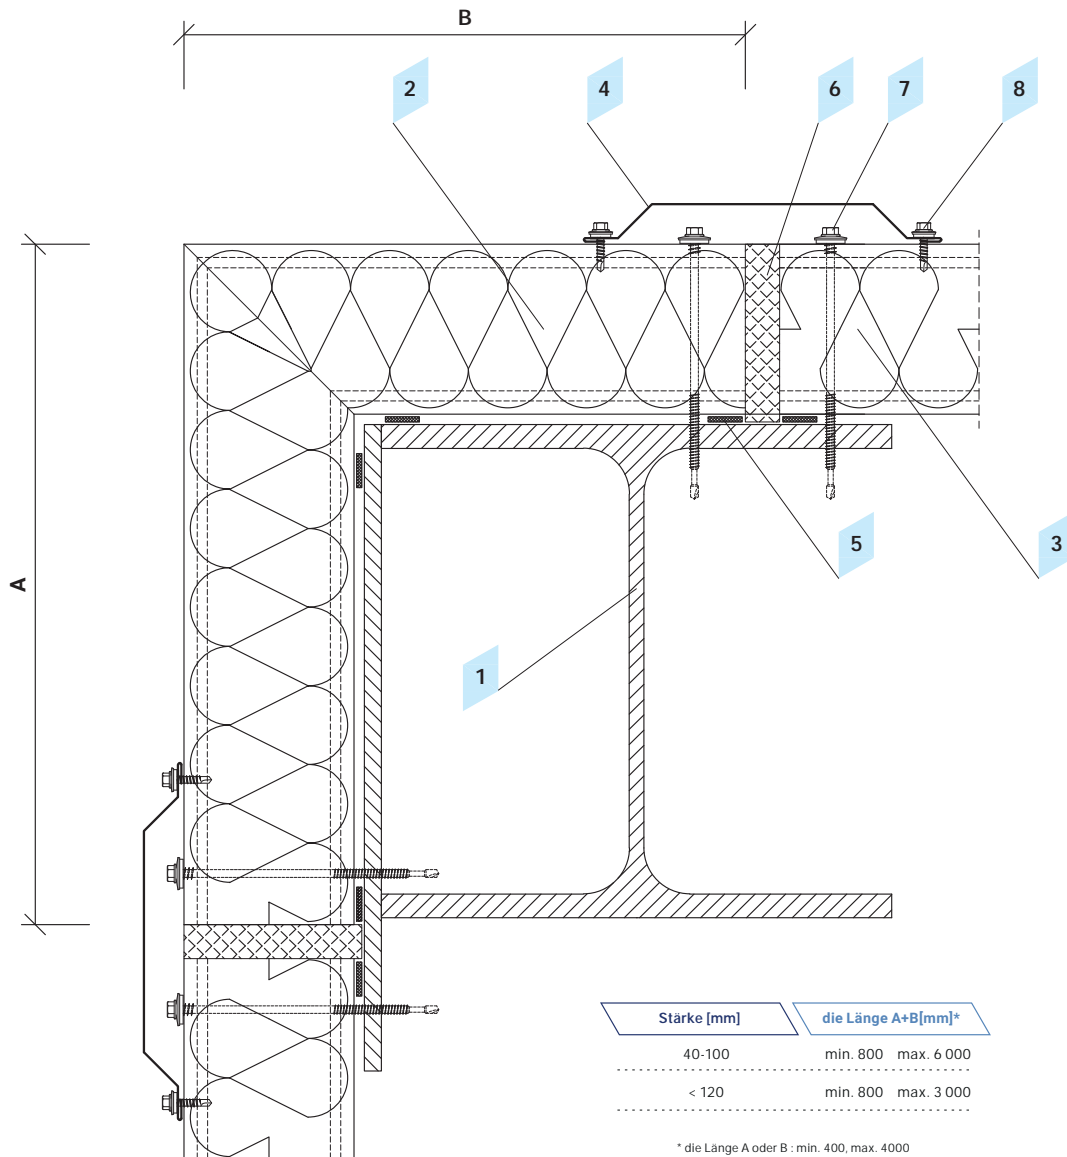 B
2
4
6
7
8
A
5
3
1
Stärke [mm] die Länge A+B[mm]*
40-100 min. 800 max. 6 000
< 120 min. 800 max. 3 000
* die Länge A oder B : min. 400, max. 4000